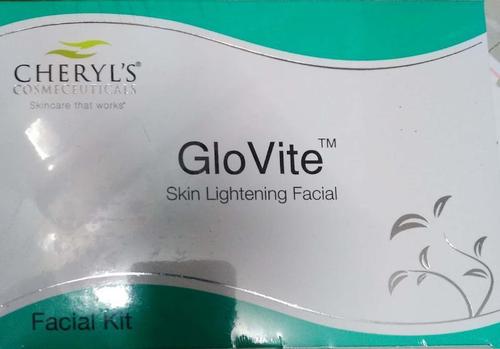 CHERYL'S®
COSMECEUTICALS
Skincare that works®
GloVite™
Skin Lightening Facial
Facial Kit